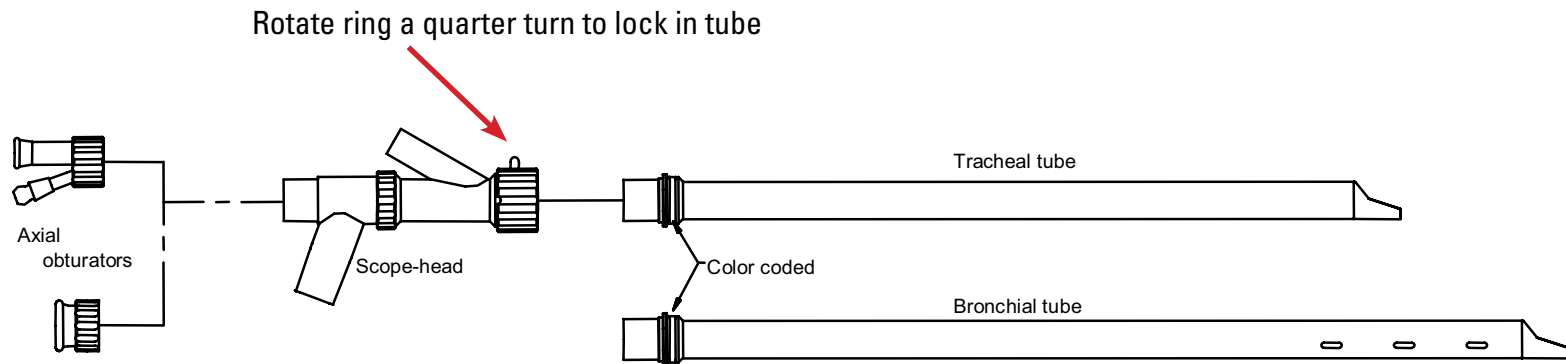 Rotate ring a quarter turn to lock in tube
Tracheal tube
Axial
obturators
Scope-head
Color coded
Bronchial tube